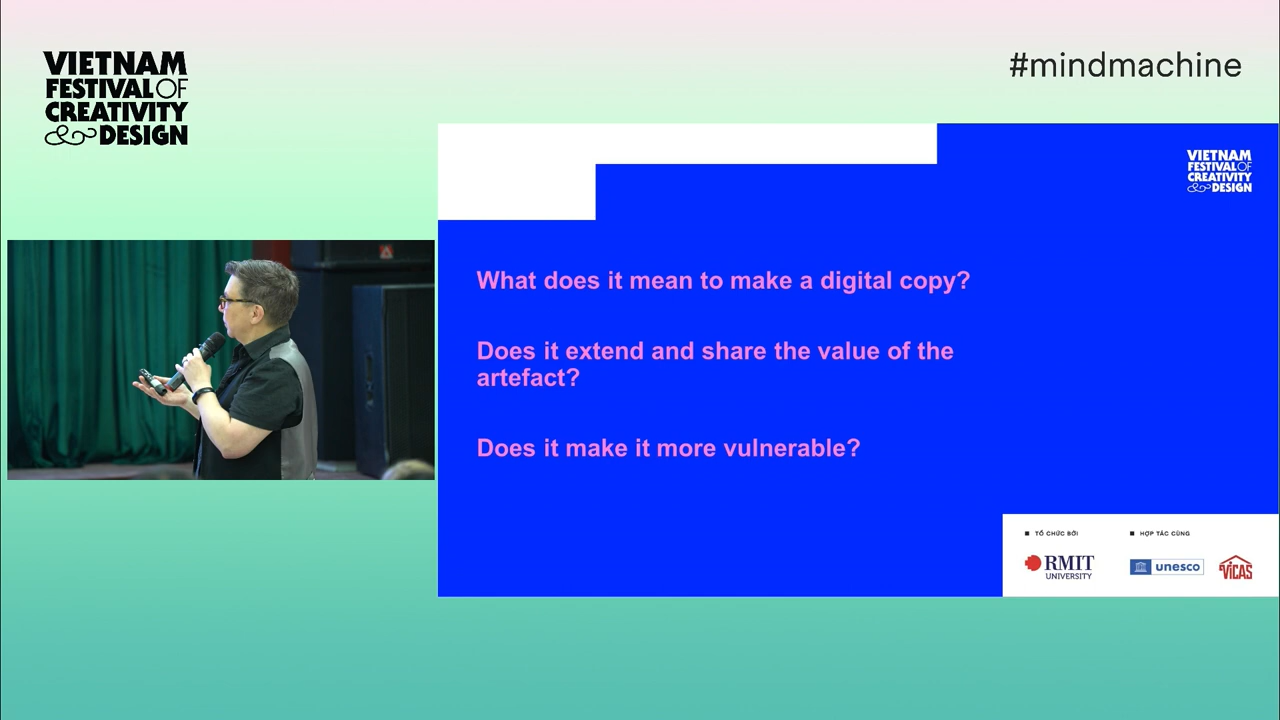 VIETNAM
FESTIVAL OF
CREATIVITY
& DESIGN
#mindmachine
VIETNAM
FESTIVAL OF
CREATIVITY
& DESIGN
What does it mean to make a digital copy?
Does it extend and share the value of the
artefact?
Does it make it more vulnerable?
TỔ CHỨC BỞI
HỢP TÁC CÙNG
RMIT
UNIVERSITY
unesco
VICAS